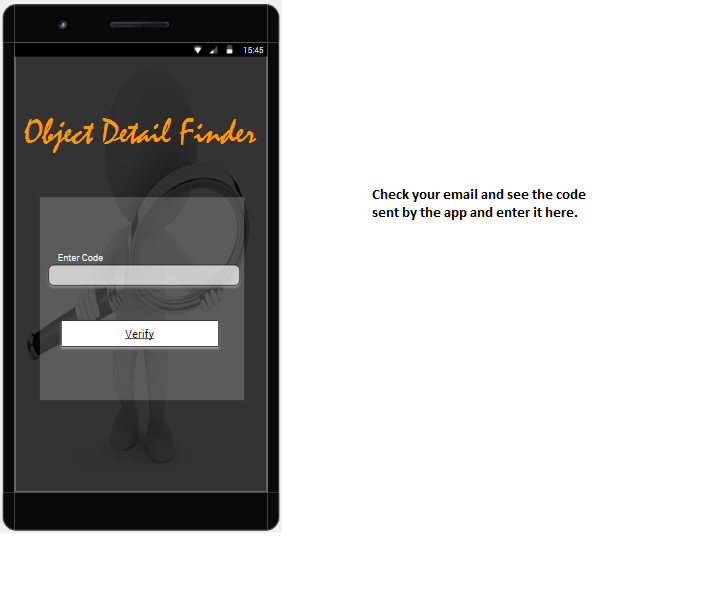 15:45
Object Detail Finder
Enter Code
Verify
Check your email and see the code
sent by the app and enter it here.